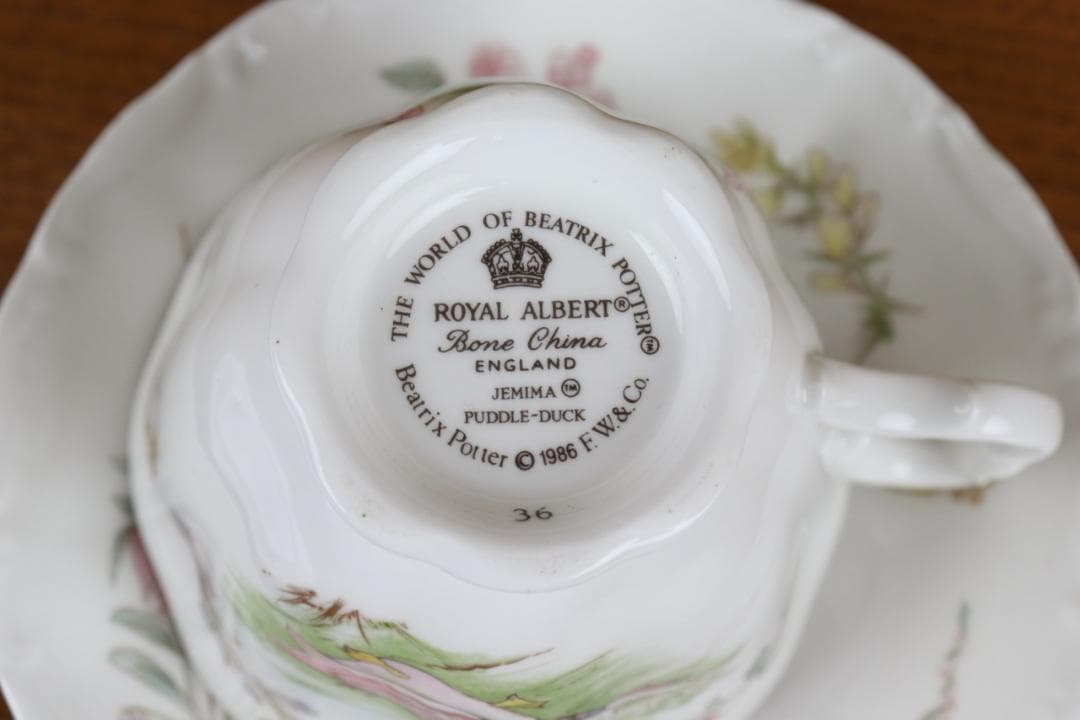 THE WORLD OF BEATRIX POTTER™
ROYAL ALBERT®
Bone China
ENGLAND
JEMIMA™
PUDDLE-DUCK
Beatrix Potter © 1986 F.W.& Co.
36